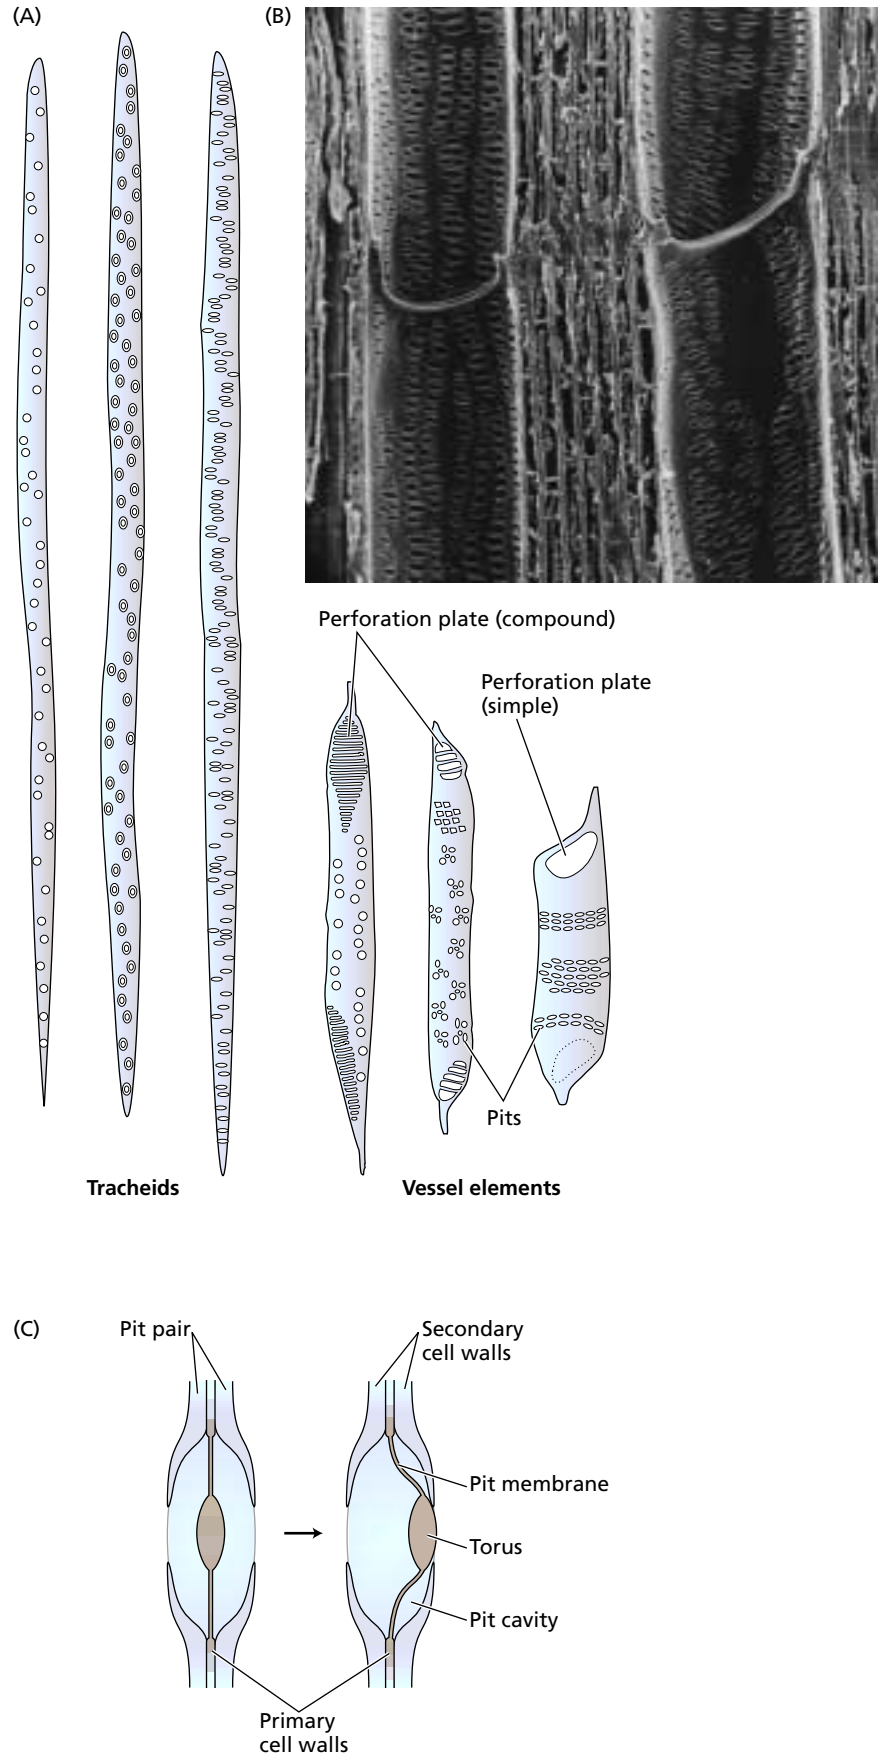 (A)
(B)
Perforation plate (compound)
Perforation plate
(simple)
Pits
Tracheids
Vessel elements
(C)
Pit pair
Secondary
cell walls
Pit membrane
Torus
Pit cavity
Primary
cell walls